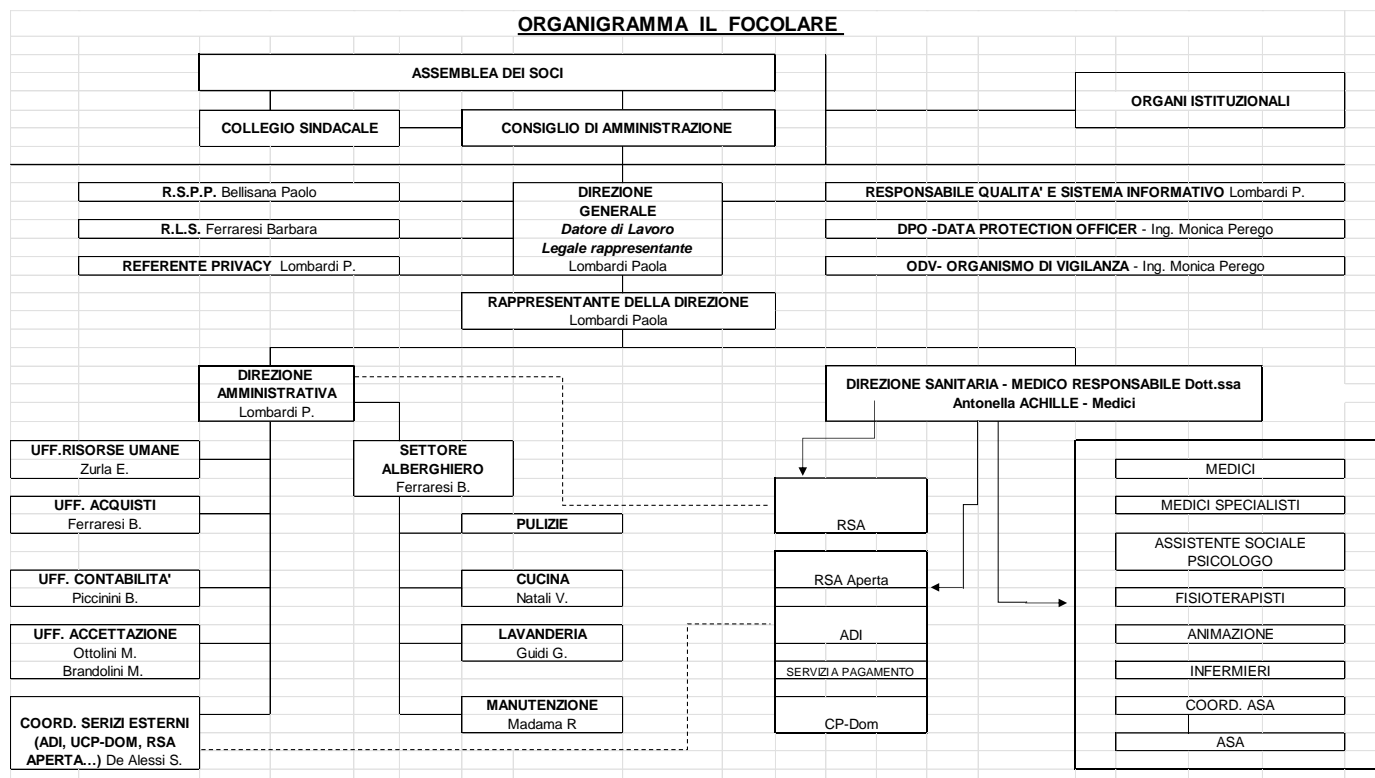 ORGANIGRAMMA IL FOCOLARE
ASSEMBLEA DEI SOCI
ORGANI ISTITUZIONALI
COLLEGIO SINDACALE
CONSIGLIO DI AMMINISTRAZIONE
R.S.P.P. Bellisana Paolo
R.L.S. Ferraresi Barbara
REFERENTE PRIVACY Lombardi P.
DIREZIONE
GENERALE
Datore di Lavoro
Legale rappresentante
Lombardi Paola
RESPONSABILE QUALITA' E SISTEMA INFORMATIVO Lombardi P.
DPO -DATA PROTECTION OFFICER - Ing. Monica Perego
ODV- ORGANISMO DI VIGILANZA - Ing. Monica Perego
RAPPRESENTANTE DELLA DIREZIONE
Lombardi Paola
DIREZIONE
AMMINISTRATIVA
Lombardi P.
DIREZIONE SANITARIA - MEDICO RESPONSABILE Dott.ssa
Antonella ACHILLE - Medici
UFF.RISORSE UMANE
Zurla E.
UFF. ACQUISTI
Ferraresi B.
UFF. CONTABILITA'
Piccinini B.
UFF. ACCETTAZIONE
Ottolini M.
Brandolini M.
COORD. SERIZI ESTERNI
(ADI, UCP-DOM, RSA
APERTA...) De Alessi S.
SETTORE
ALBERGHIERO
Ferraresi B.
PULIZIE
CUCINA
Natali V.
LAVANDERIA
Guidi G.
MANUTENZIONE
Madama R
RSA
RSA Aperta
ADI
SERVIZI A PAGAMENTO
CP-Dom
MEDICI
MEDICI SPECIALISTI
ASSISTENTE SOCIALE
PSICOLOGO
FISIOTERAPISTI
ANIMAZIONE
INFERMIERI
COORD. ASA
ASA